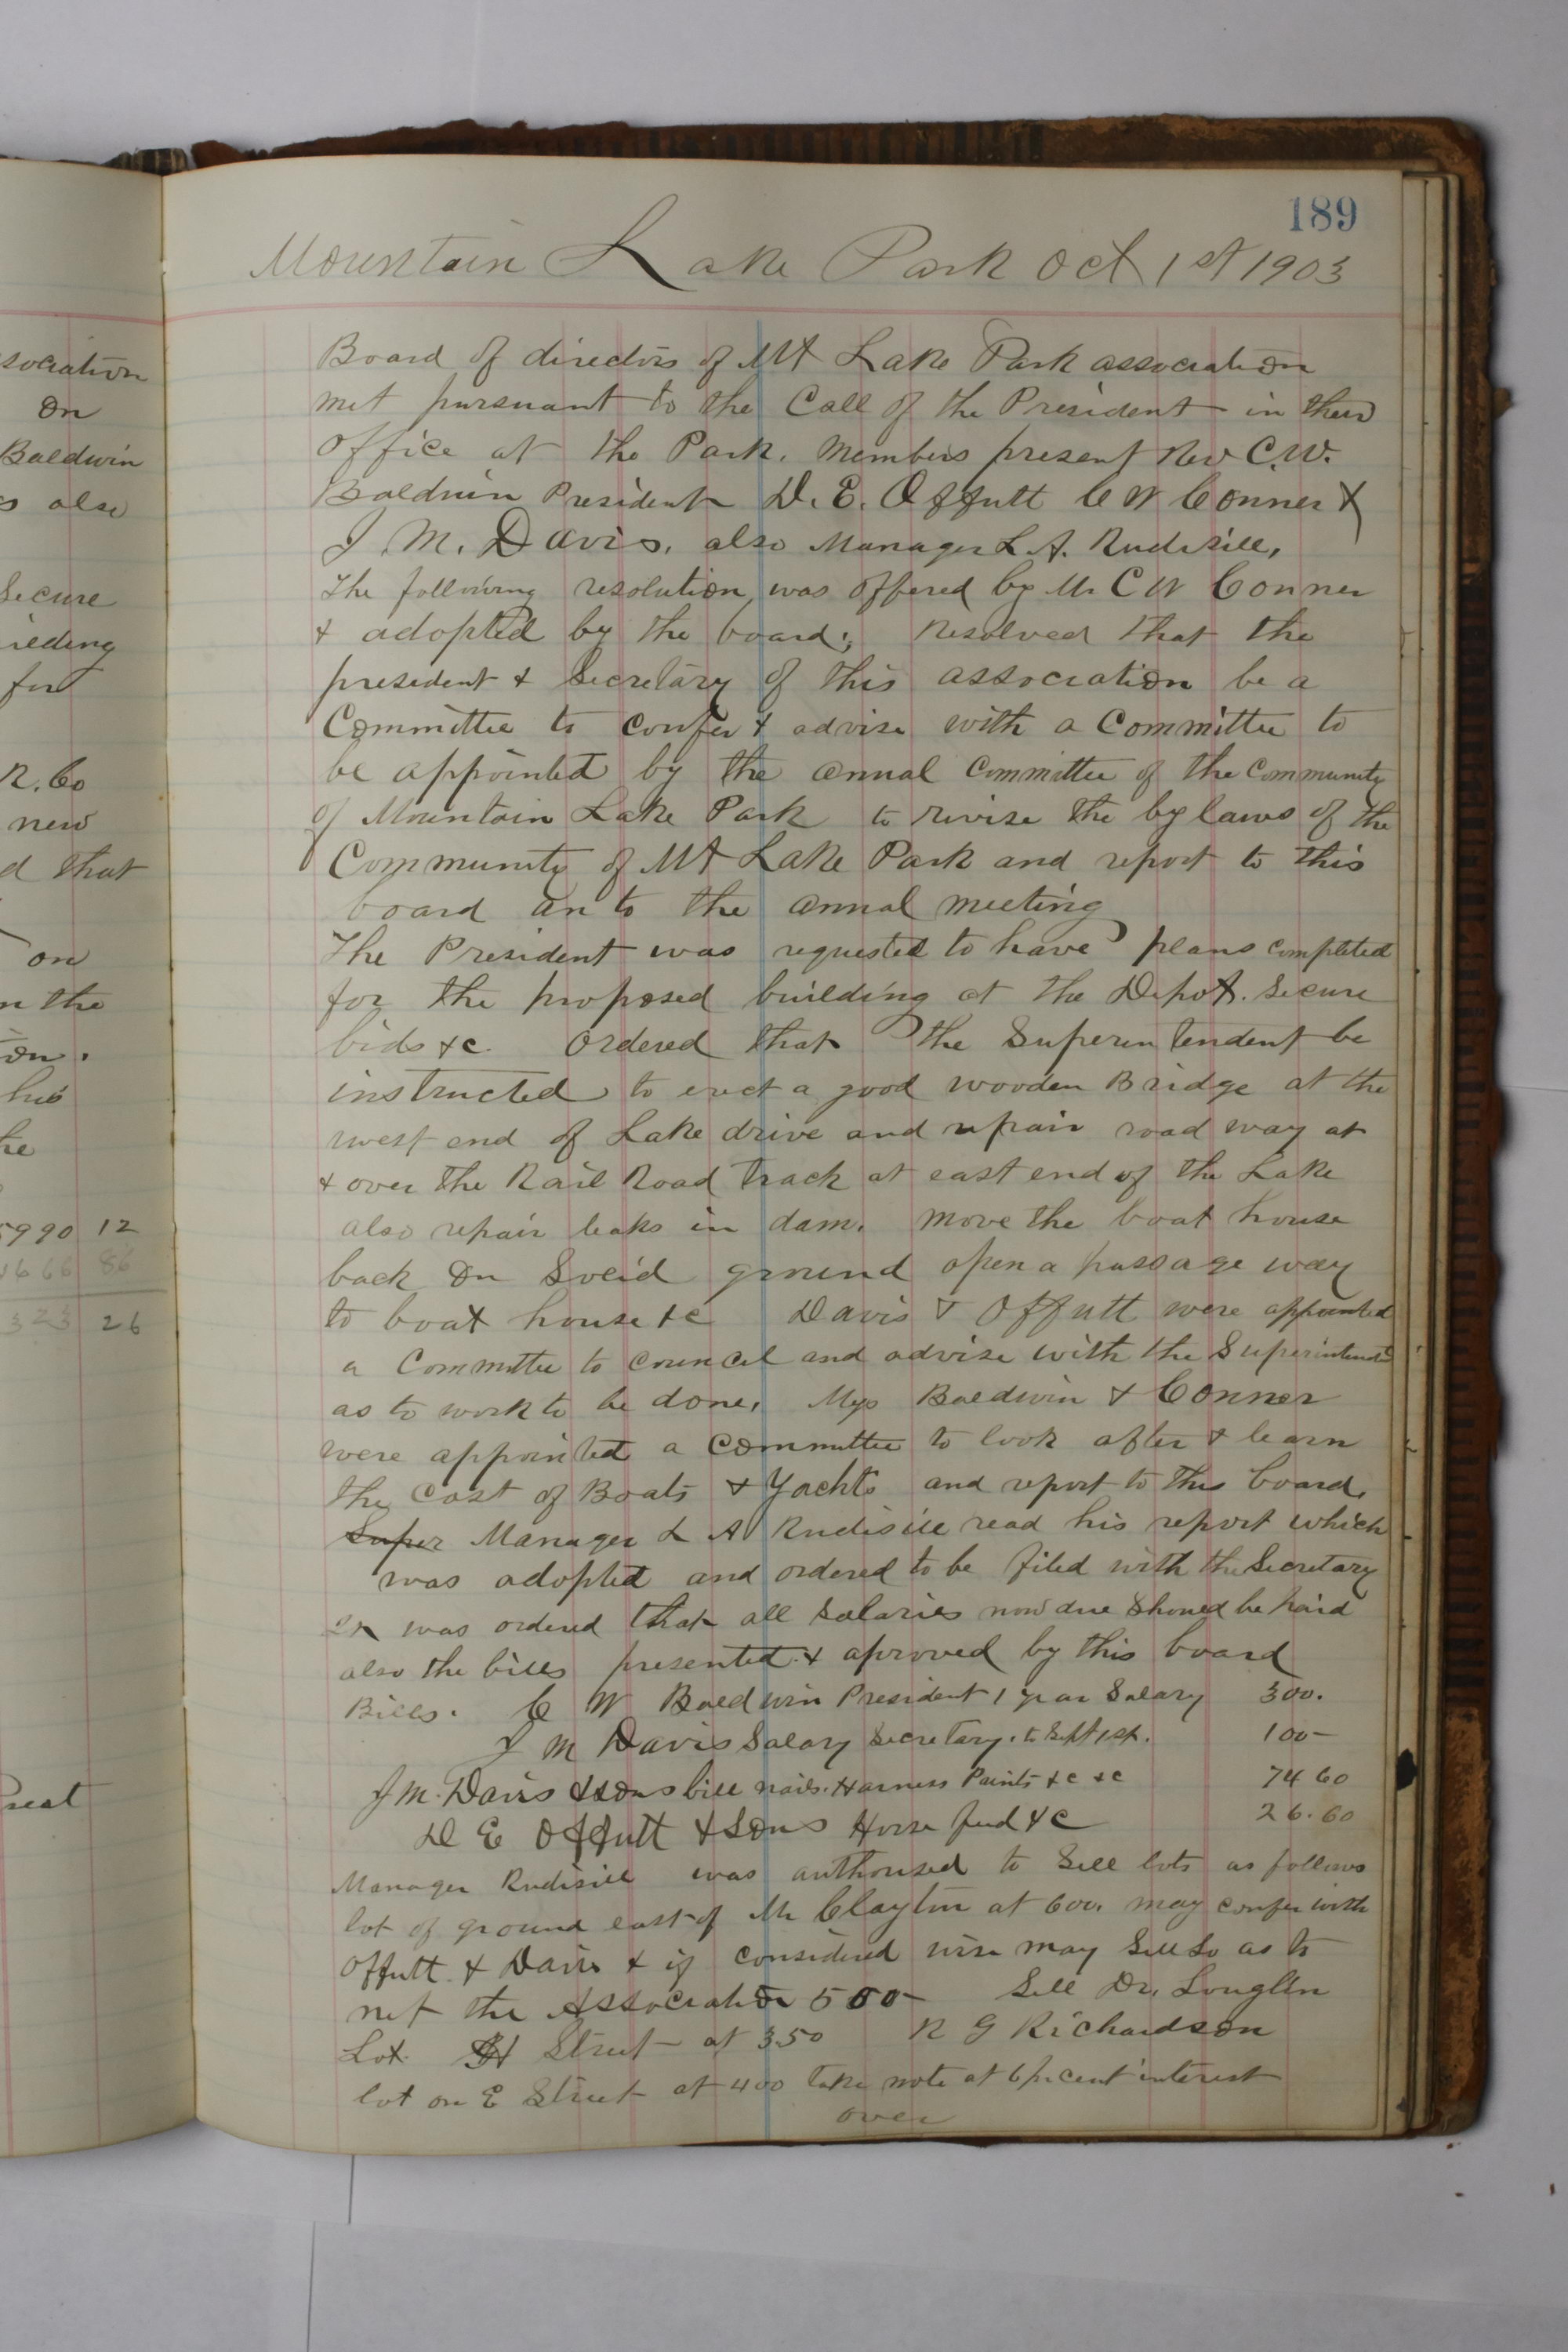 189
Mountain Lake Park Oct 1st 1903
Board of directors of Mt Lake Park association
met pursuant to the Call of the President in their
office at the Park. Members present Rev C.W.
Baldwin President D. E. Offutt C W Conner &
J. M. Davis. also Manager L. A. Rudisill,
The following resolution was offered by Mr C W Conner
& adopted by the board; Resolved that the
president & Secretary of this association be a
Committee to confer & advise with a Committee to
be appointed by the annual Committee of the Community
of Mountain Lake Park to revise the by laws of the
Community of Mt Lake Park and report to this
board an to the annual meeting
The President was requested to have plans completed
for the proposed building at the Depot. Secure
bids &c Ordered that the Superintendent be
instructed to erect a good wooden Bridge at the
west end of Lake drive and repair road way at
& over the Rail Road Track at east end of the Lake
also repair leaks in dam. Move the boat house
back on Solid ground open a passage way
to boat house &c Davis & Offutt were appointed
a Committee to council and advise with the Superintendent
as to work to be done, Baldwin & Conner
were appointed a Committee to look after & learn
the Cost of Boats & Yachts and report to this board,
Super Manager L A Rudisill read his report which
was adopted and ordered to be filed with the Secretary
It was ordered that all Salaries now due Should be paid
also the bills presented & aproved by this board
Bills. C W Baldwin President 1 year Salary 300.
J M Davis Salary Secretary. to Sept 1st. 100-
J M. Davis & Sons bill nails. Harness Paints &c &c 74 60
D E Offutt & Sons Horse feed &c 26.60
Manager Rudisill was authorised to Sell lots as follows
lot of ground east of Mr Clayton at 600. may confer with
Offutt & Davis & if considered wise may Sell So as to
net the Association 500- Sell Dr.
Lot Street at 350 R G Richardson
lot on E Street at 400 take note at 6 pr cent interest
over
sociation
on
Baldwin
s also
Secure
ilding
for
R. Co
new
d that
on
n the
on.
his
he
5990 12
86
323 26